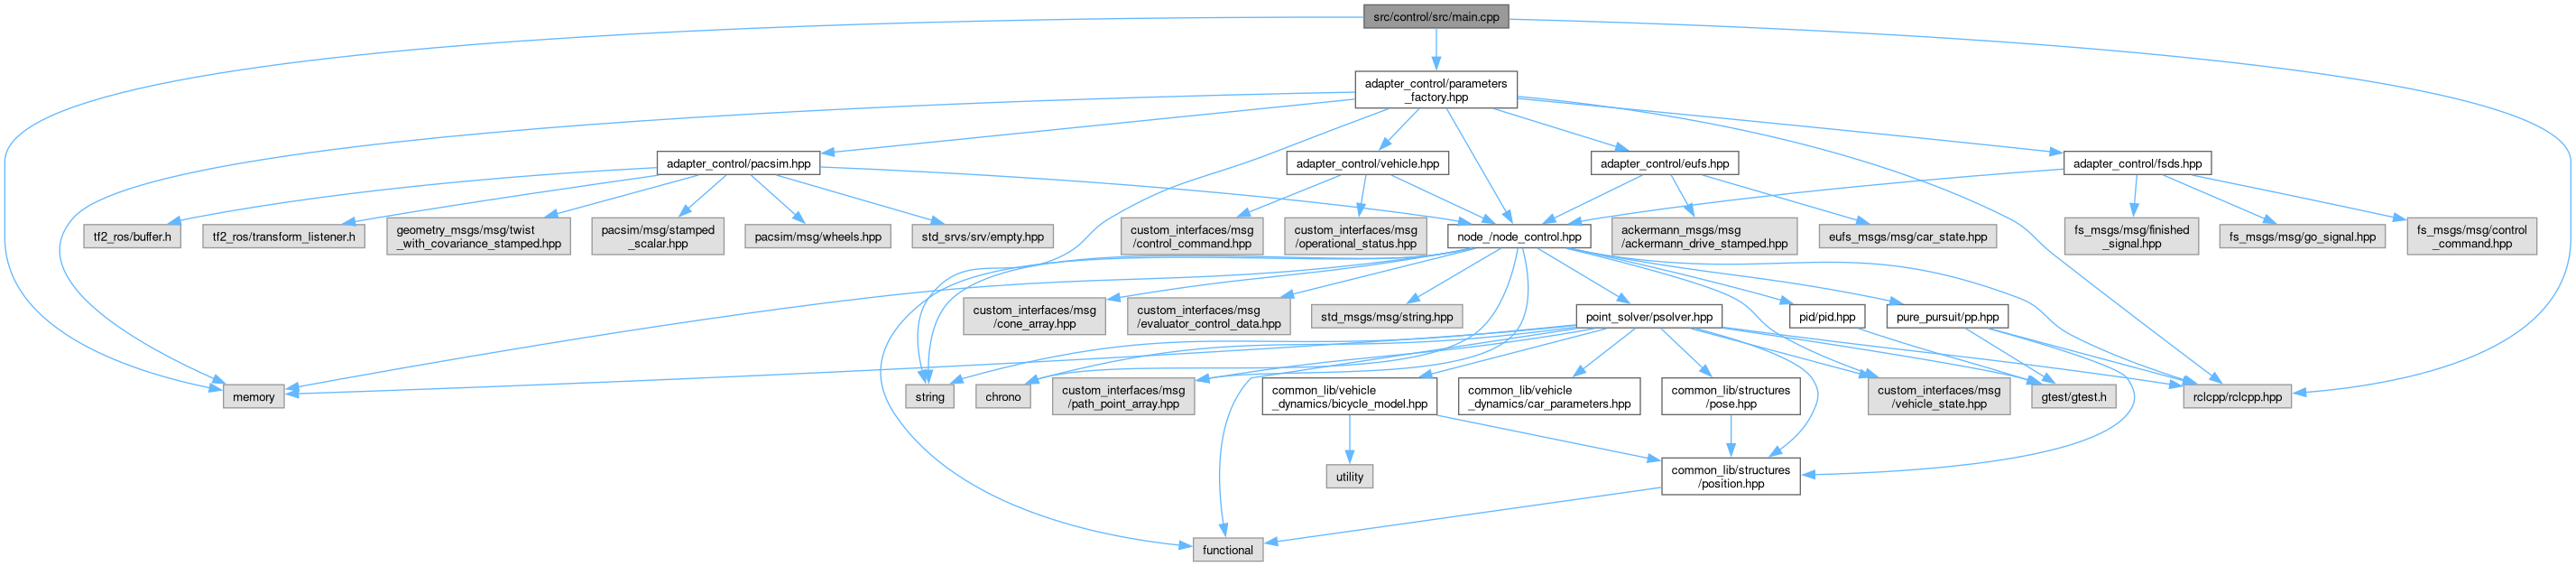 src/control/src/main.cpp
adapter_control/parameters
_factory.hpp
adapter_control/pacsim.hpp
adapter_control/vehicle.hpp
adapter_control/eufs.hpp
adapter_control/fsds.hpp
tf2_ros/buffer.h
tf2_ros/transform_listener.h
geometry_msgs/msg/twist
_with_covariance_stamped.hpp
pacsim/msg/stamped
_scalar.hpp
pacsim/msg/wheels.hpp
std_srvs/srv/empty.hpp
custom_interfaces/msg
/control_command.hpp
custom_interfaces/msg
/operational_status.hpp
node_/node_control.hpp
ackermann_msgs/msg
/ackermann_drive_stamped.hpp
eufs_msgs/msg/car_state.hpp
fs_msgs/msg/finished
_signal.hpp
fs_msgs/msg/go_signal.hpp
fs_msgs/msg/control
_command.hpp
custom_interfaces/msg
/cone_array.hpp
custom_interfaces/msg
/evaluator_control_data.hpp
std_msgs/msg/string.hpp
point_solver/psolver.hpp
pid/pid.hpp
pure_pursuit/pp.hpp
memory
string
chrono
custom_interfaces/msg
/path_point_array.hpp
common_lib/vehicle
_dynamics/bicycle_model.hpp
common_lib/vehicle
_dynamics/car_parameters.hpp
common_lib/structures
/pose.hpp
custom_interfaces/msg
/vehicle_state.hpp
gtest/gtest.h
rclcpp/rclcpp.hpp
utility
common_lib/structures
/position.hpp
functional